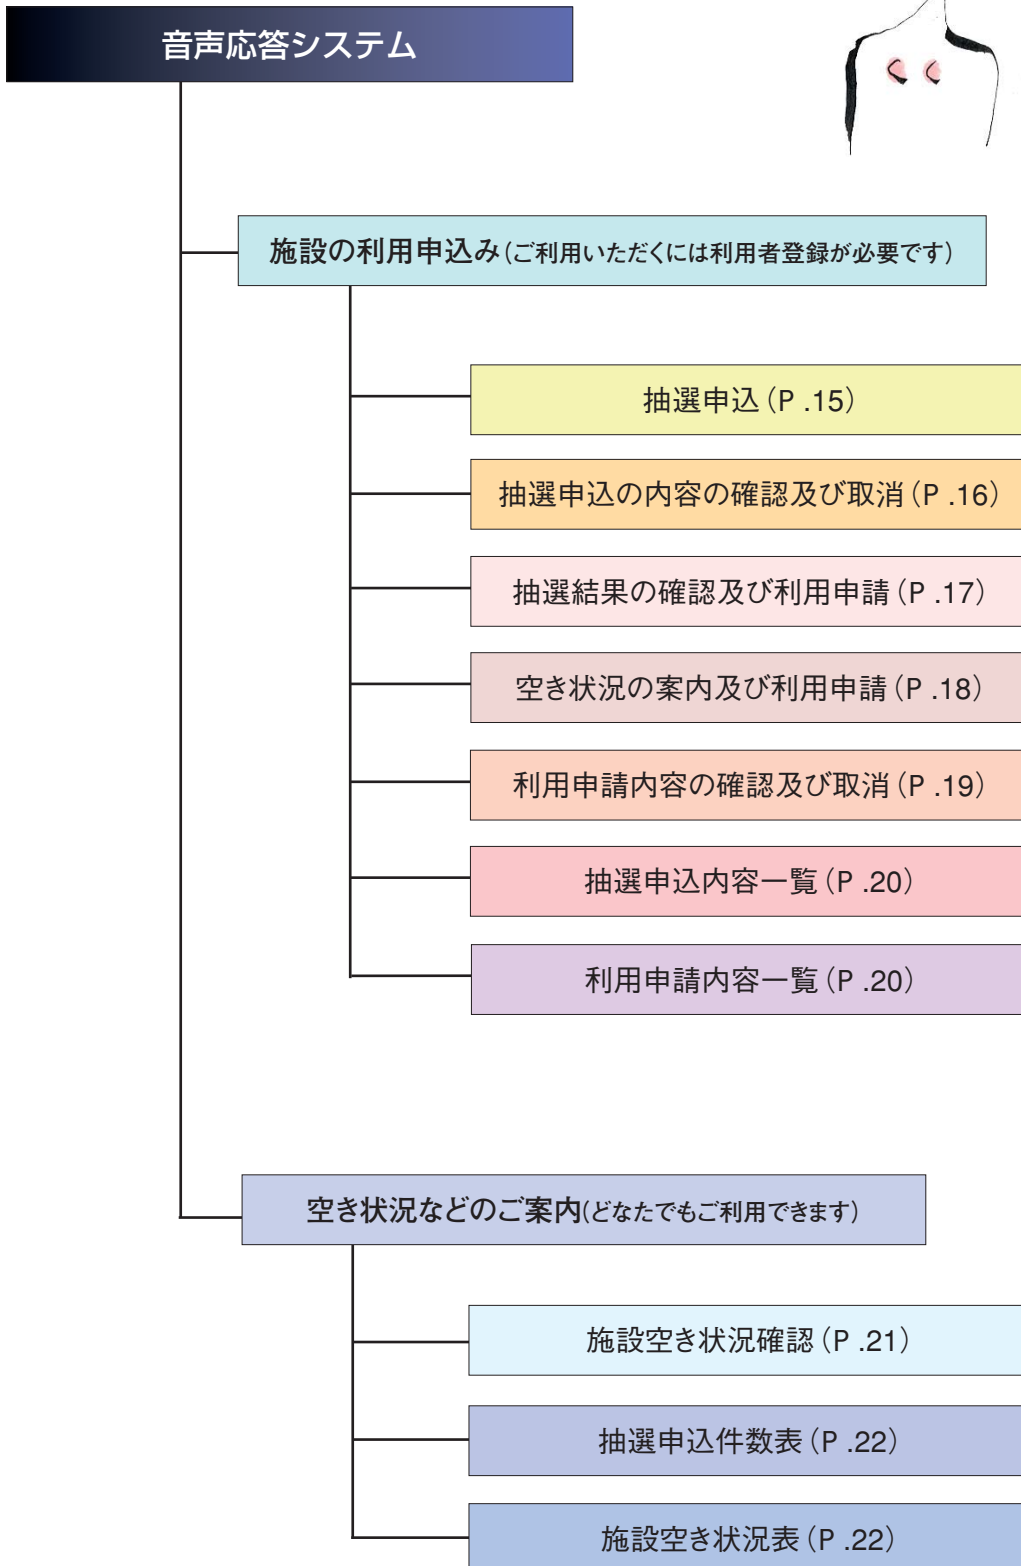 音声応答システム
施設の利用申込み(ご利用いただくには利用者登録が必要です)
抽選申込(P .15)
抽選申込の内容の確認及び取消(P .16)
抽選結果の確認及び利用申請(P .17)
空き状況の案内及び利用申請(P .18)
利用申請内容の確認及び取消(P .19)
抽選申込内容一覧(P .20)
利用申請内容一覧(P .20)
空き状況などのご案内(どなたでもご利用できます)
施設空き状況確認(P .21)
抽選申込件数表(P .22)
施設空き状況表(P .22)